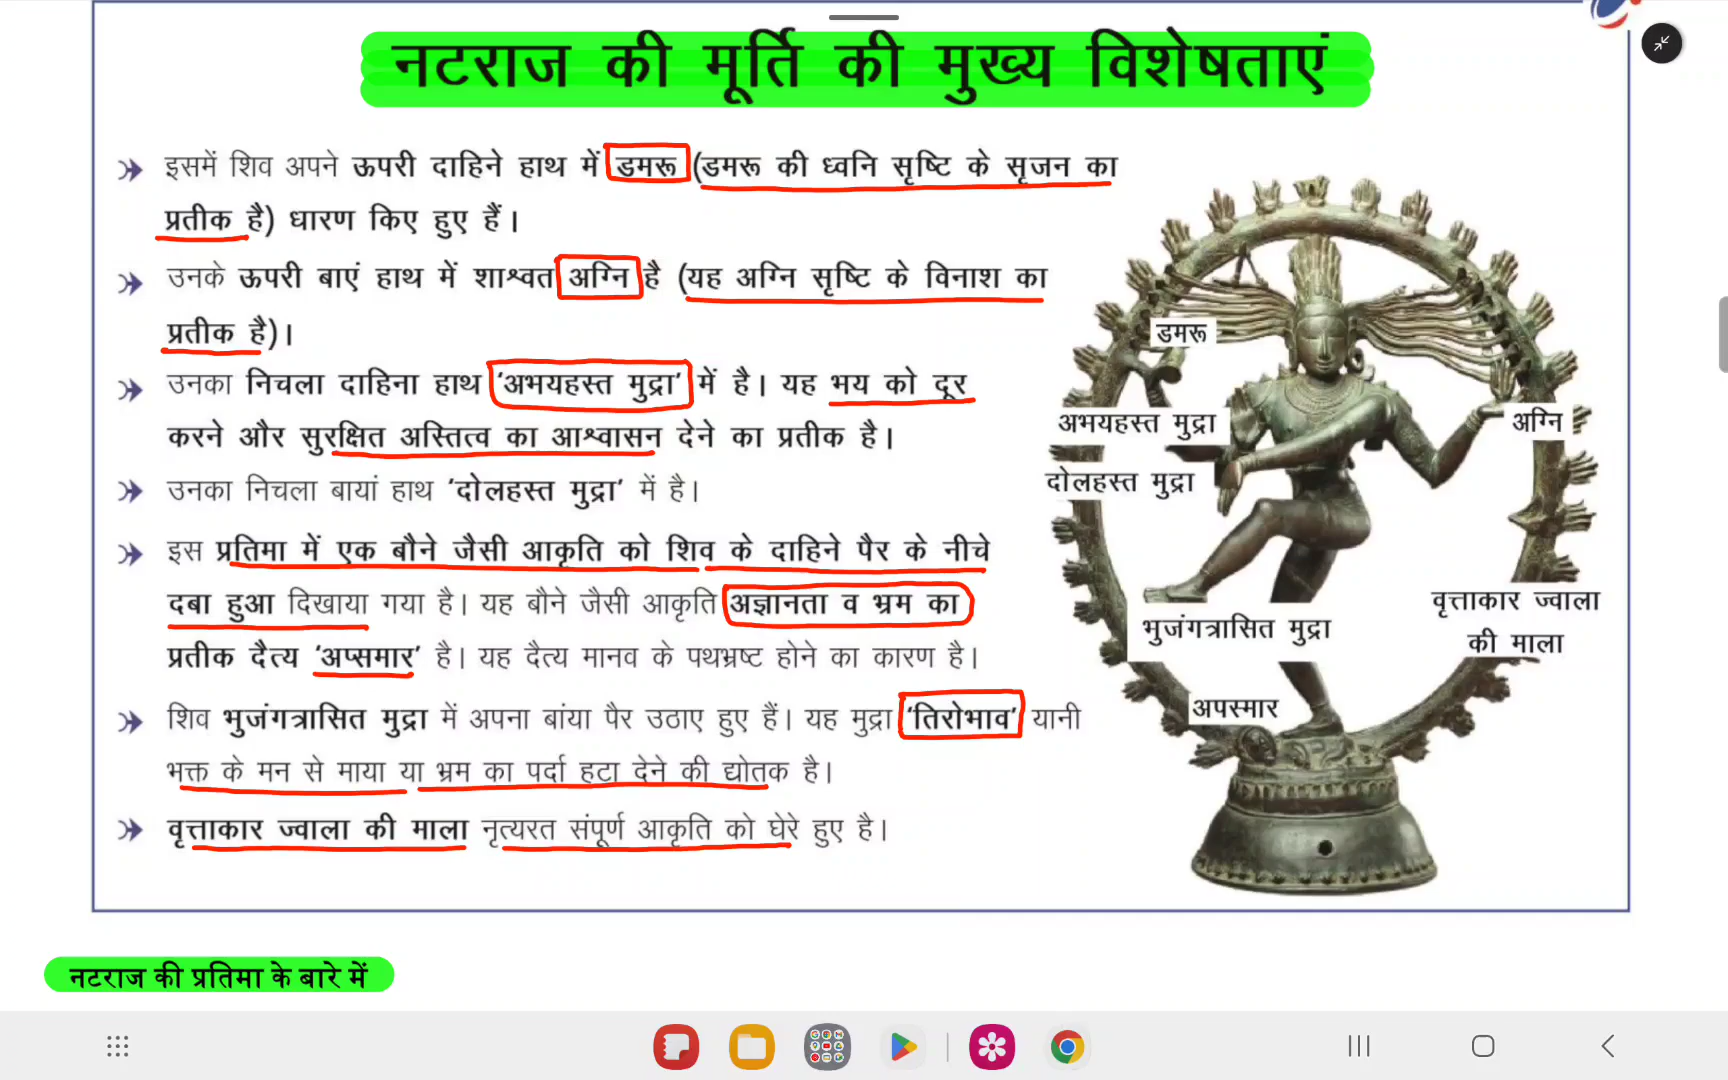 नटराज की मूर्ति की मुख्य विशेषताएं
इसमें शिव अपने ऊपरी दाहिने हाथ में डमरू (डमरू की ध्वनि सृष्टि के सृजन का
प्रतीक है) धारण किए हुए हैं।
उनके ऊपरी बाएं हाथ में शाश्वत अग्नि है (यह अग्नि सृष्टि के विनाश का
प्रतीक है)।
उनका निचला दाहिना हाथ ‘अभयहस्त मुद्रा’ में है। यह भय को दूर
करने और सुरक्षित अस्तित्व का आश्वासन देने का प्रतीक है।
उनका निचला बायां हाथ ‘दोलहस्त मुद्रा’ में है।
इस प्रतिमा में एक बौने जैसी आकृति को शिव के दाहिने पैर के नीचे
दबा हुआ दिखाया गया है। यह बौने जैसी आकृति अज्ञानता व भ्रम का
प्रतीक दैत्य ‘अप्समार’ है। यह दैत्य मानव के पथभ्रष्ट होने का कारण है।
शिव भुजंगत्रासित मुद्रा में अपना बांया पैर उठाए हुए हैं। यह मुद्रा ‘तिरोभाव’ यानी
भक्त के मन से माया या भ्रम का पर्दा हटा देने की द्योतक है।
वृत्ताकार ज्वाला की माला नृत्यरत संपूर्ण आकृति को घेरे हुए है।
डमरू
अभयहस्त मुद्रा
अग्नि
दोलहस्त मुद्रा
वृत्ताकार ज्वाला
की माला
भुजंगत्रासित मुद्रा
अपस्मार
नटराज की प्रतिमा के बारे में